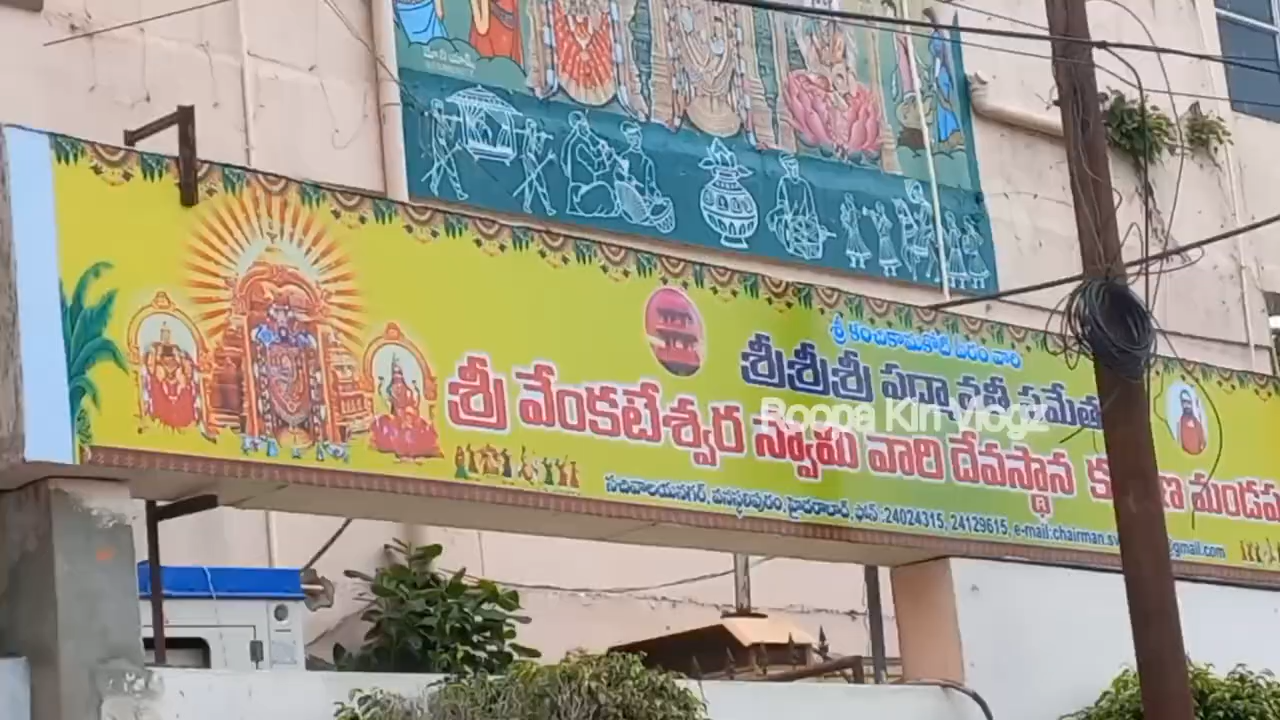 శ్రీ కంచికామకోటి పీఠం వారి
శ్రీశ్రీశ్రీ పద్మావతీ సమేత
శ్రీ వేంకటేశ్వర స్వామి వారి దేవస్థాన మండప
Roopa Kiri Vlogz
సచివాలయనగర్, వనస్థలిపురం, హైదరాబాద్, ఫోన్ : 24024315, 24129615, e-mail:chairman.sv gmail.com